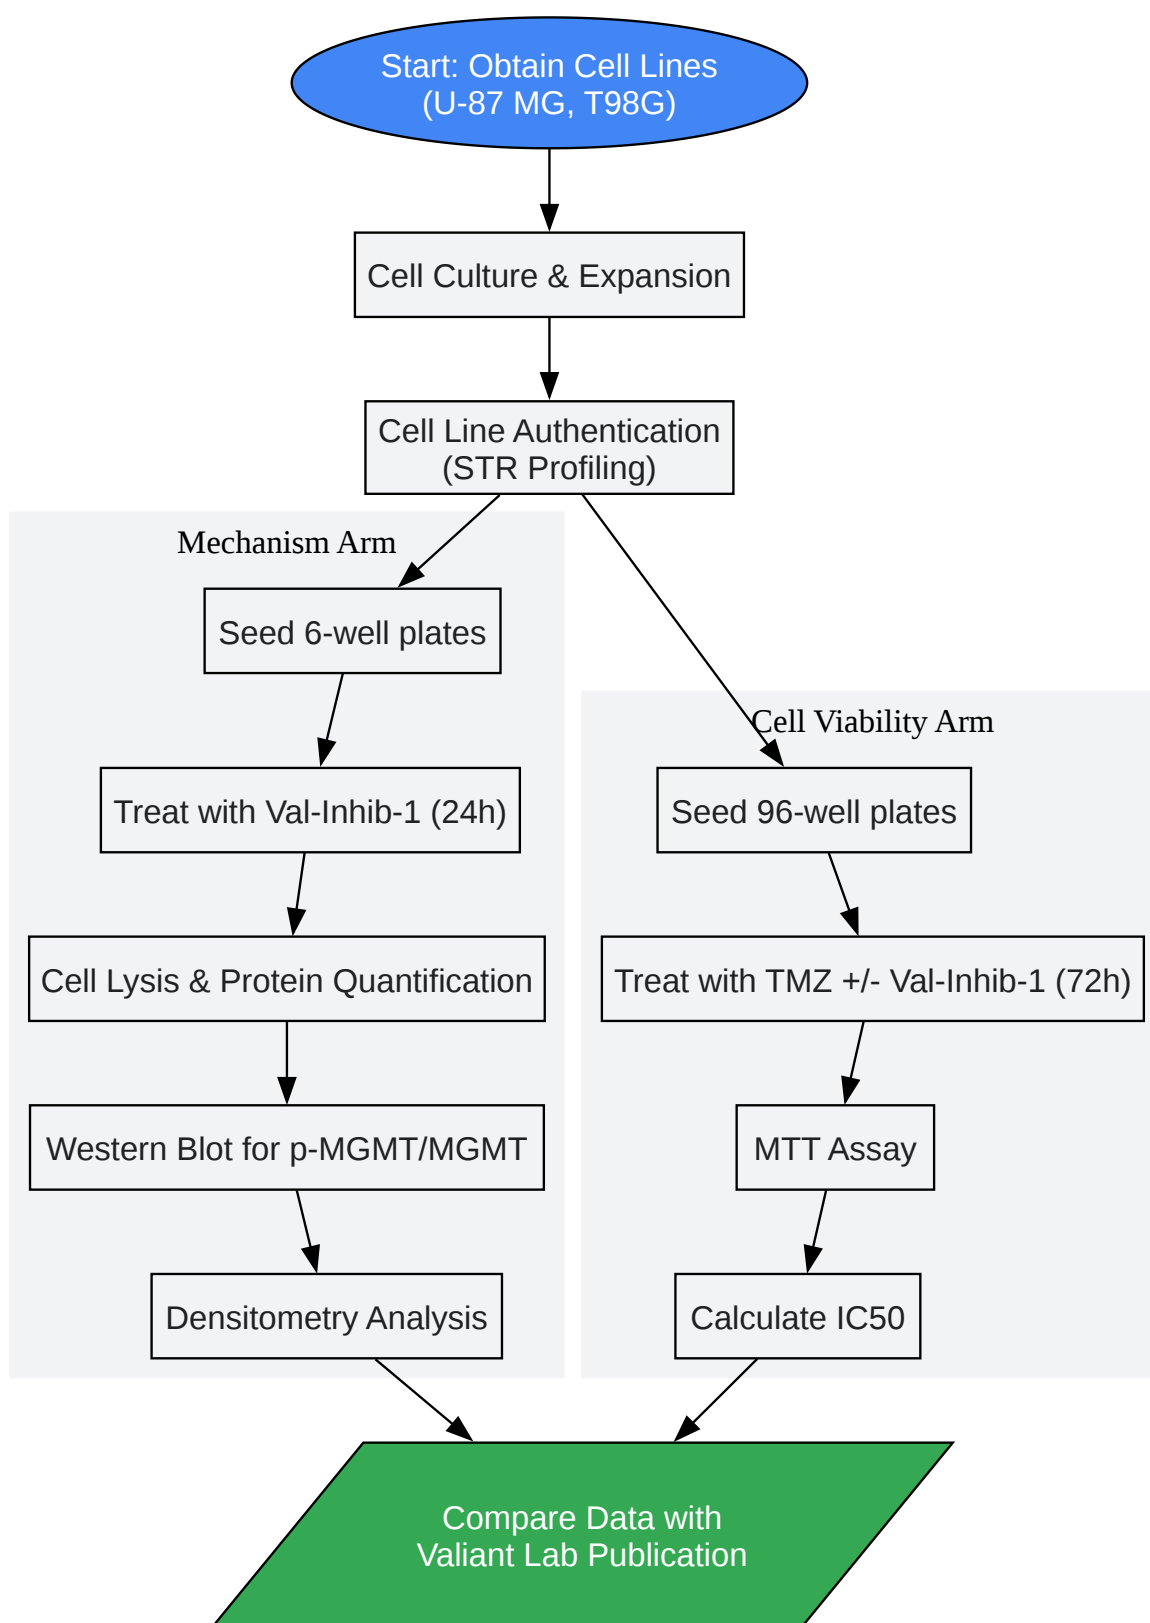 Start: Obtain Cell Lines
(U-87 MG, T98G)
Cell Culture & Expansion
Cell Line Authentication
(STR Profiling)
Mechanism Arm
Seed 6-well plates
Treat with Val-Inhib-1 (24h)
Cell Lysis & Protein Quantification
Western Blot for p-MGMT/MGMT
Densitometry Analysis
Cell Viability Arm
Seed 96-well plates
Treat with TMZ +/- Val-Inhib-1 (72h)
MTT Assay
Calculate IC50
Compare Data with
Valiant Lab Publication